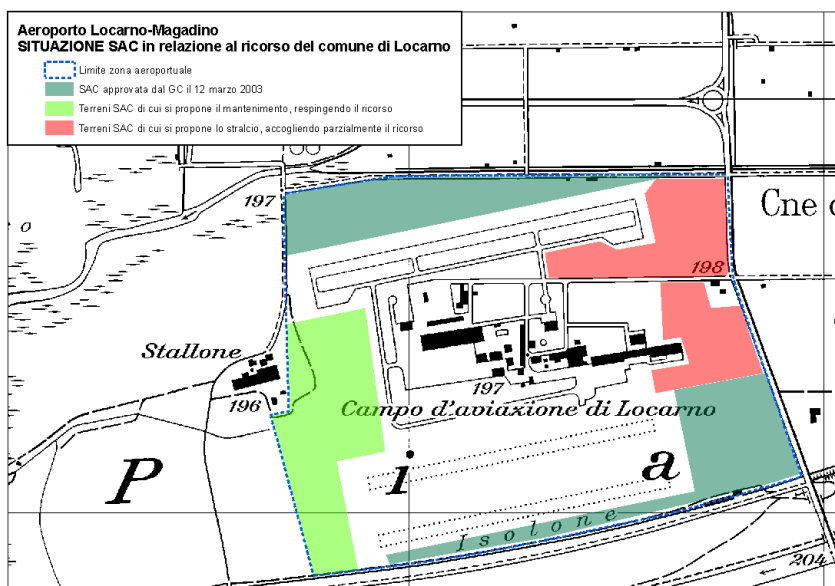 Aeroporto Locarno-Magadino
SITUAZIONE SAC in relazione al ricorso del comune di Locarno
Limite zona aeroportuale
SAC approvata dal GC il 12 marzo 2003
Terreni SAC di cui si propone il mantenimento, respingendo il ricorso
Terreni SAC di cui si propone lo stralcio, accogliendo parzialmente il ricorso
197
Cne d
o
198
Stallone
197
196
Campo d'aviazione di Locarno
P i a
Isolone
204